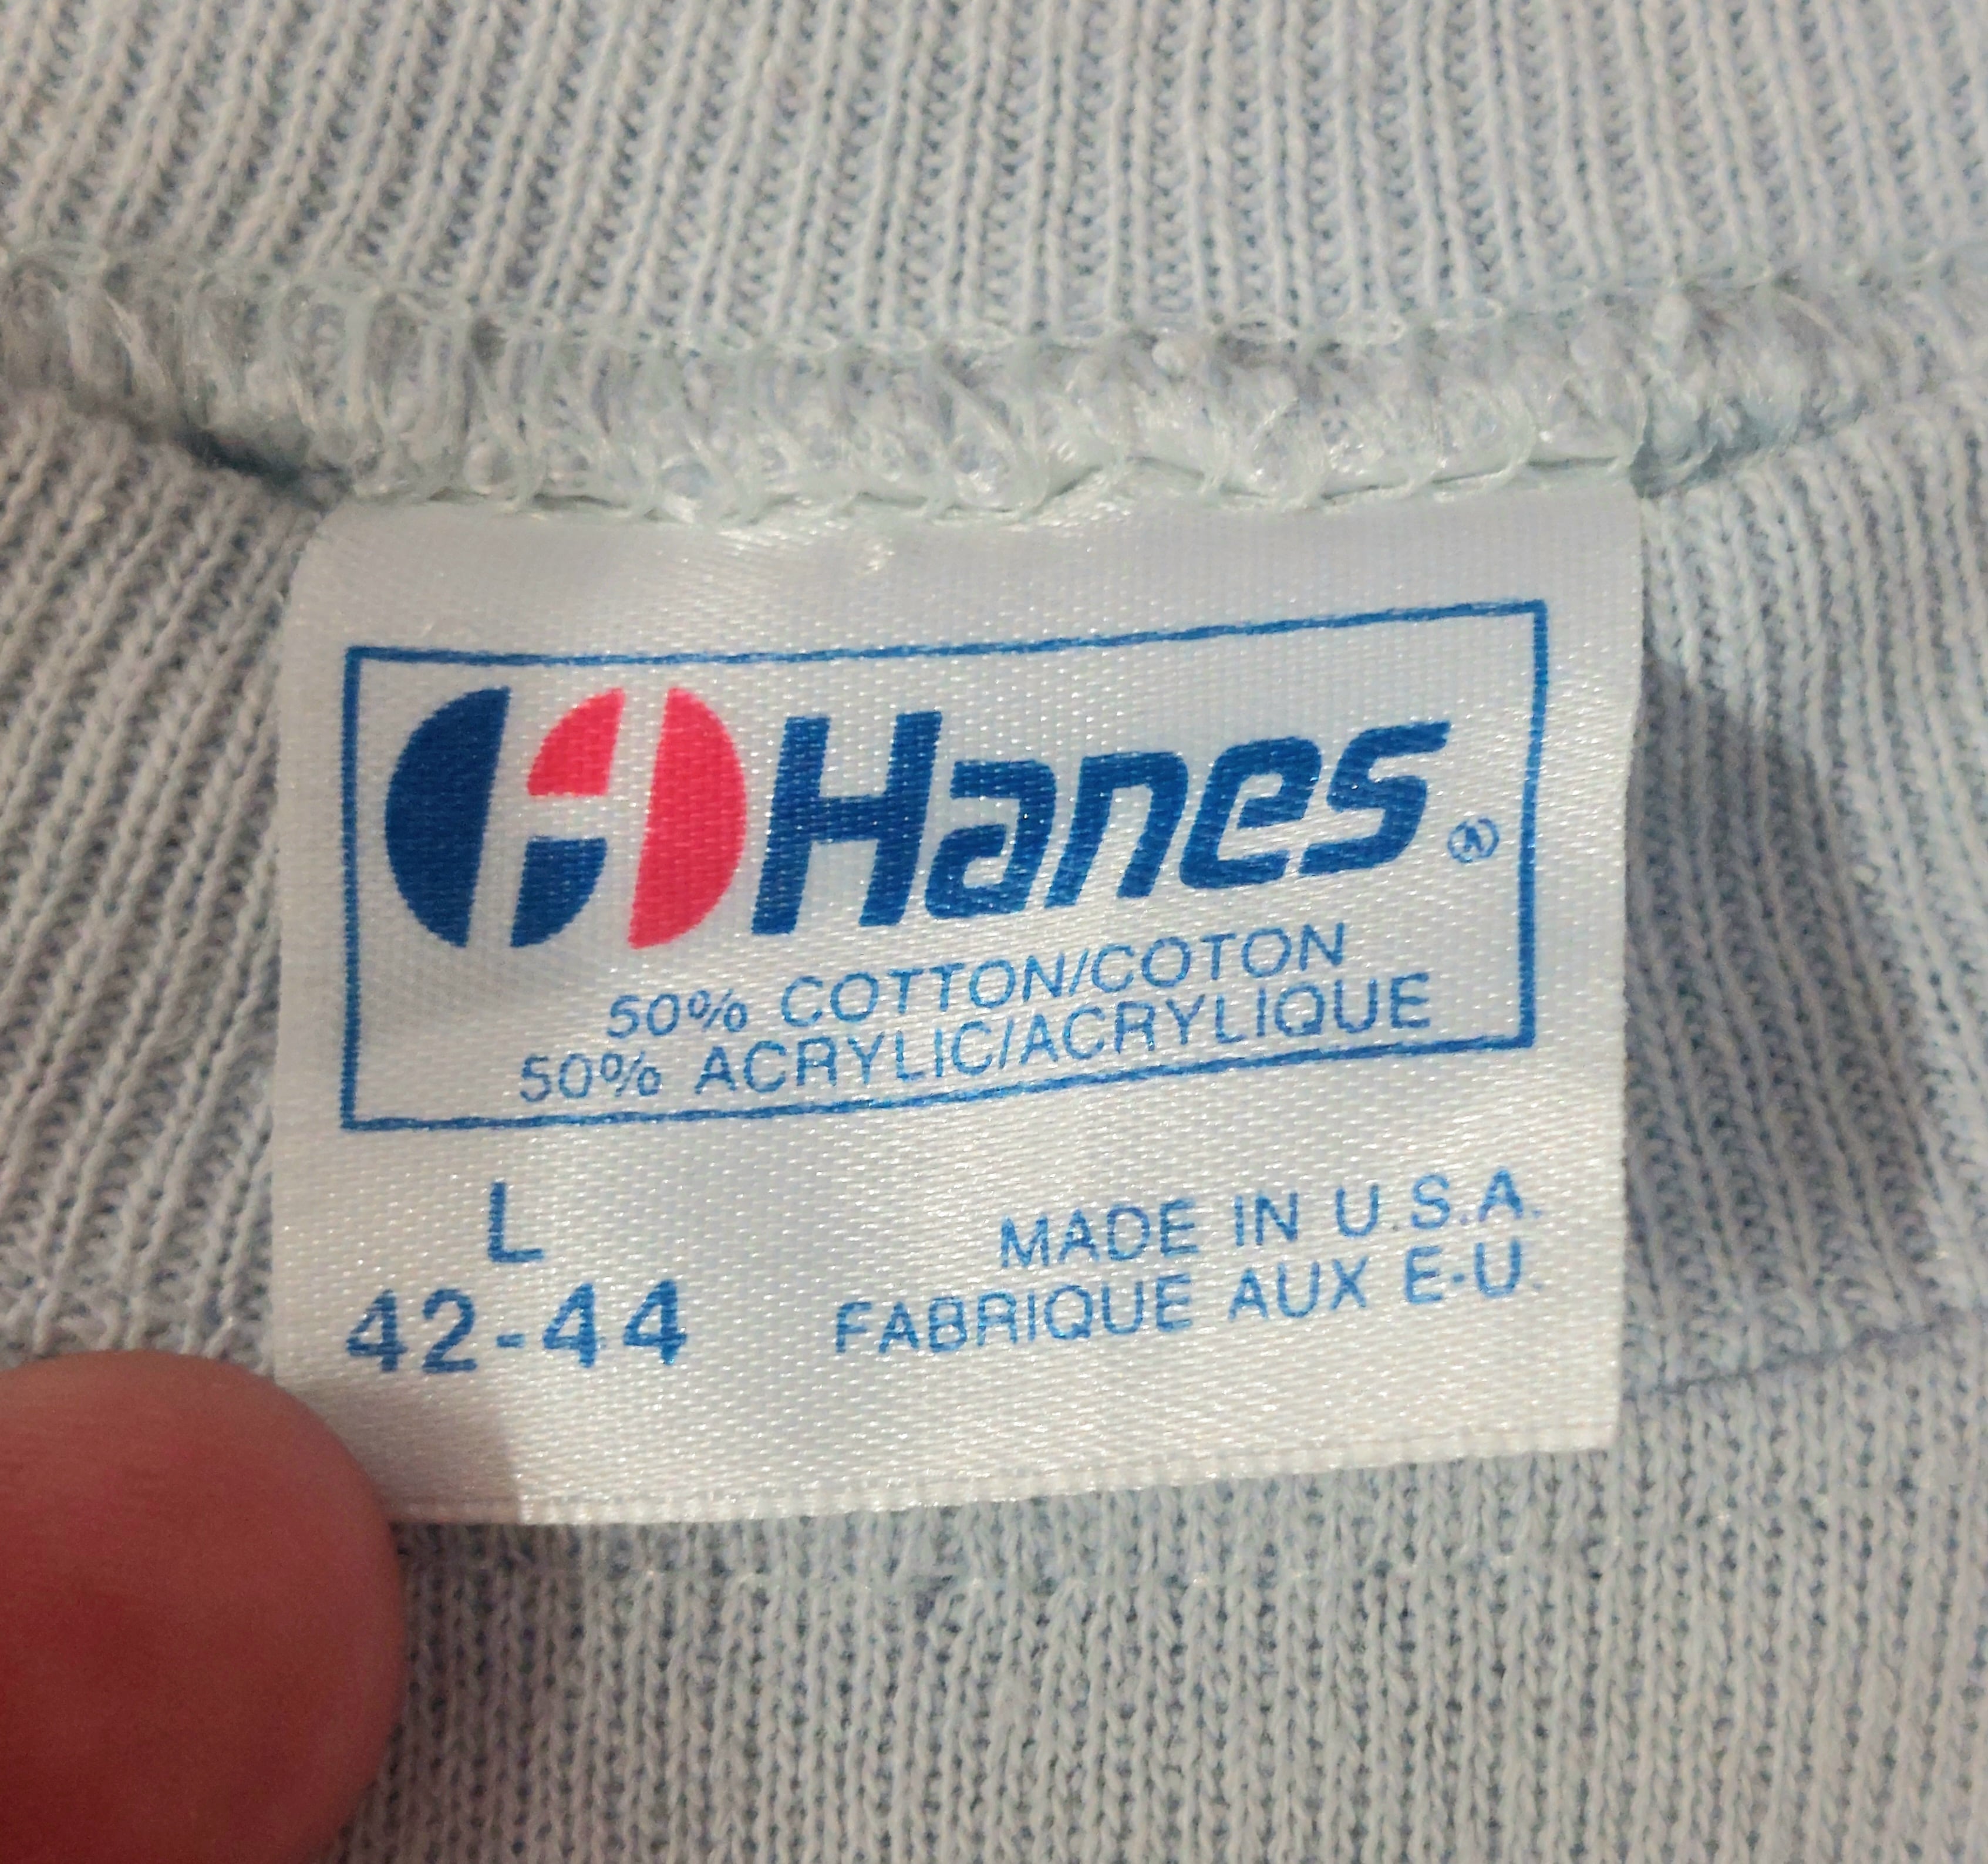 Hanes®
50% COTTON/COTON
50% ACRYLIC/ACRYLIQUE
L
42-44
MADE IN U.S.A.
FABRIQUE AUX E-U.